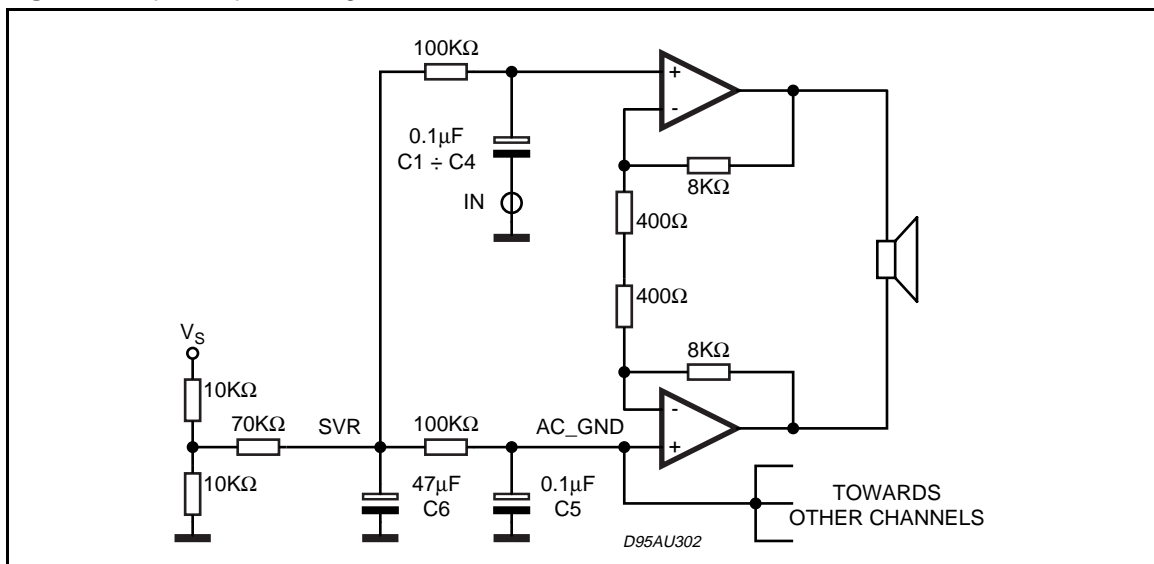 100KΩ
+
-
0.1μF
C1 ÷ C4
8KΩ
IN
400Ω
400Ω
VS
8KΩ
10KΩ
70KΩ
SVR
100KΩ
AC_GND
-
+
10KΩ
47μF
C6
0.1μF
C5
TOWARDS
OTHER CHANNELS
D95AU302